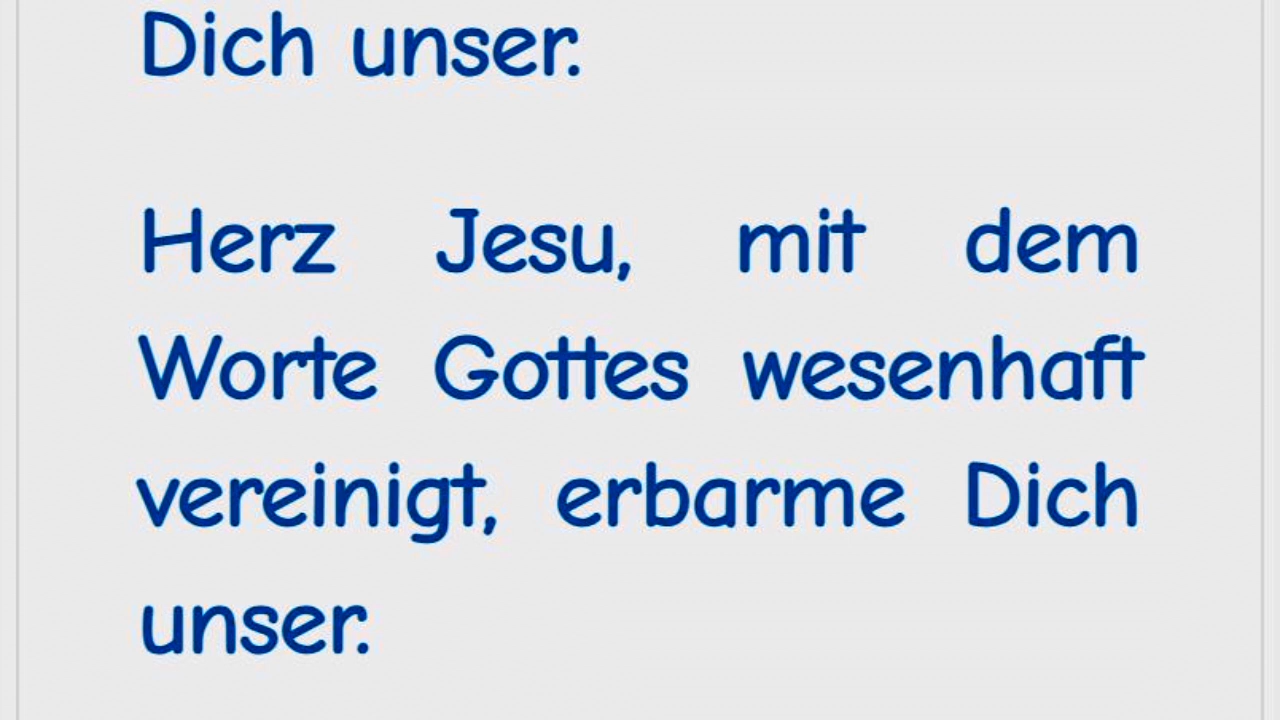 Dich unser.
Herz Jesu, mit dem
Worte Gottes wesenhaft
vereinigt, erbarme Dich
unser.